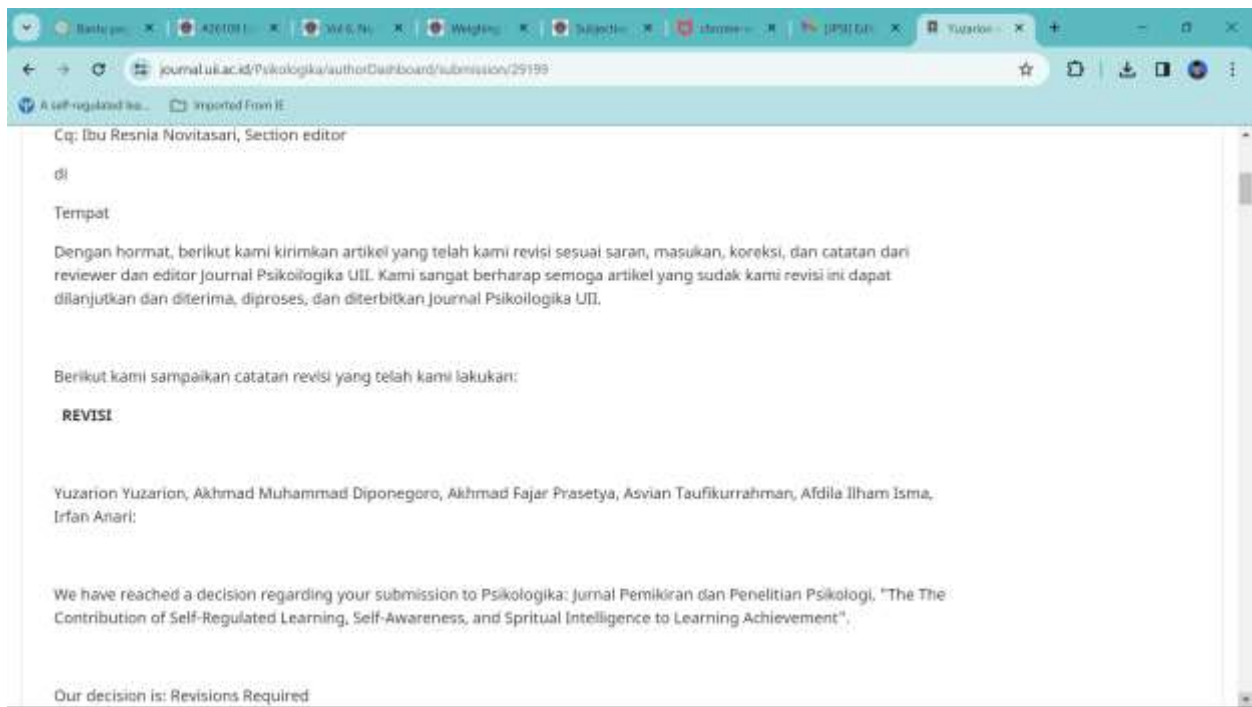 Yuzarion
journal.uii.ac.id/Psikologika/authorDashboard/submission/29199
A self-regulated lea... Imported From IE
Cq: Ibu Resnia Novitasari, Section editor
di
Tempat
Dengan hormat, berikut kami kirimkan artikel yang telah kami revisi sesuai saran, masukan, koreksi, dan catatan dari
reviewer dan editor Journal Psikoilogika UII. Kami sangat berharap semoga artikel yang sudak kami revisi ini dapat
dilanjutkan dan diterima, diproses, dan diterbitkan Journal Psikoilogika UII.
Berikut kami sampaikan catatan revisi yang telah kami lakukan:
REVISI
Yuzarion Yuzarion, Akhmad Muhammad Diponegoro, Akhmad Fajar Prasetya, Asvian Taufikurrahman, Afdila Ilham Isma,
Irfan Anari:
We have reached a decision regarding your submission to Psikologika: Jurnal Pemikiran dan Penelitian Psikologi, "The The
Contribution of Self-Regulated Learning, Self-Awareness, and Spritual Intelligence to Learning Achievement".
Our decision is: Revisions Required